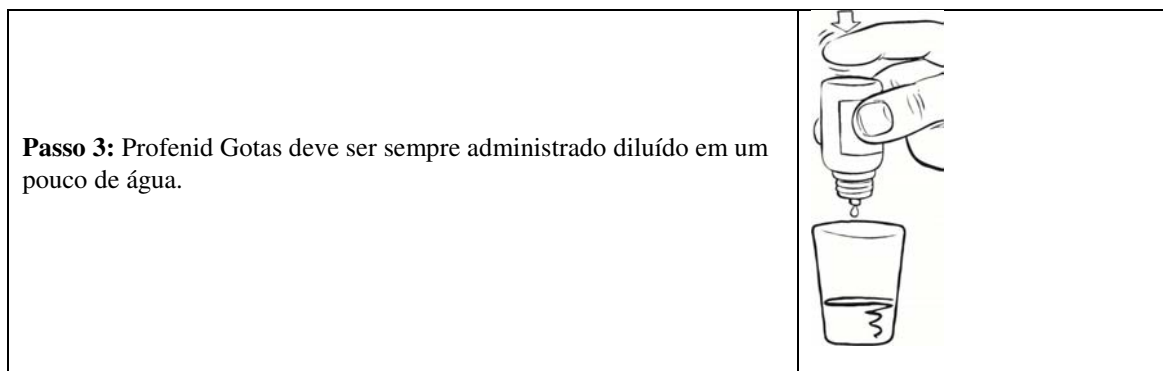 Passo 3: Profenid Gotas deve ser sempre administrado diluído em um
pouco de água.